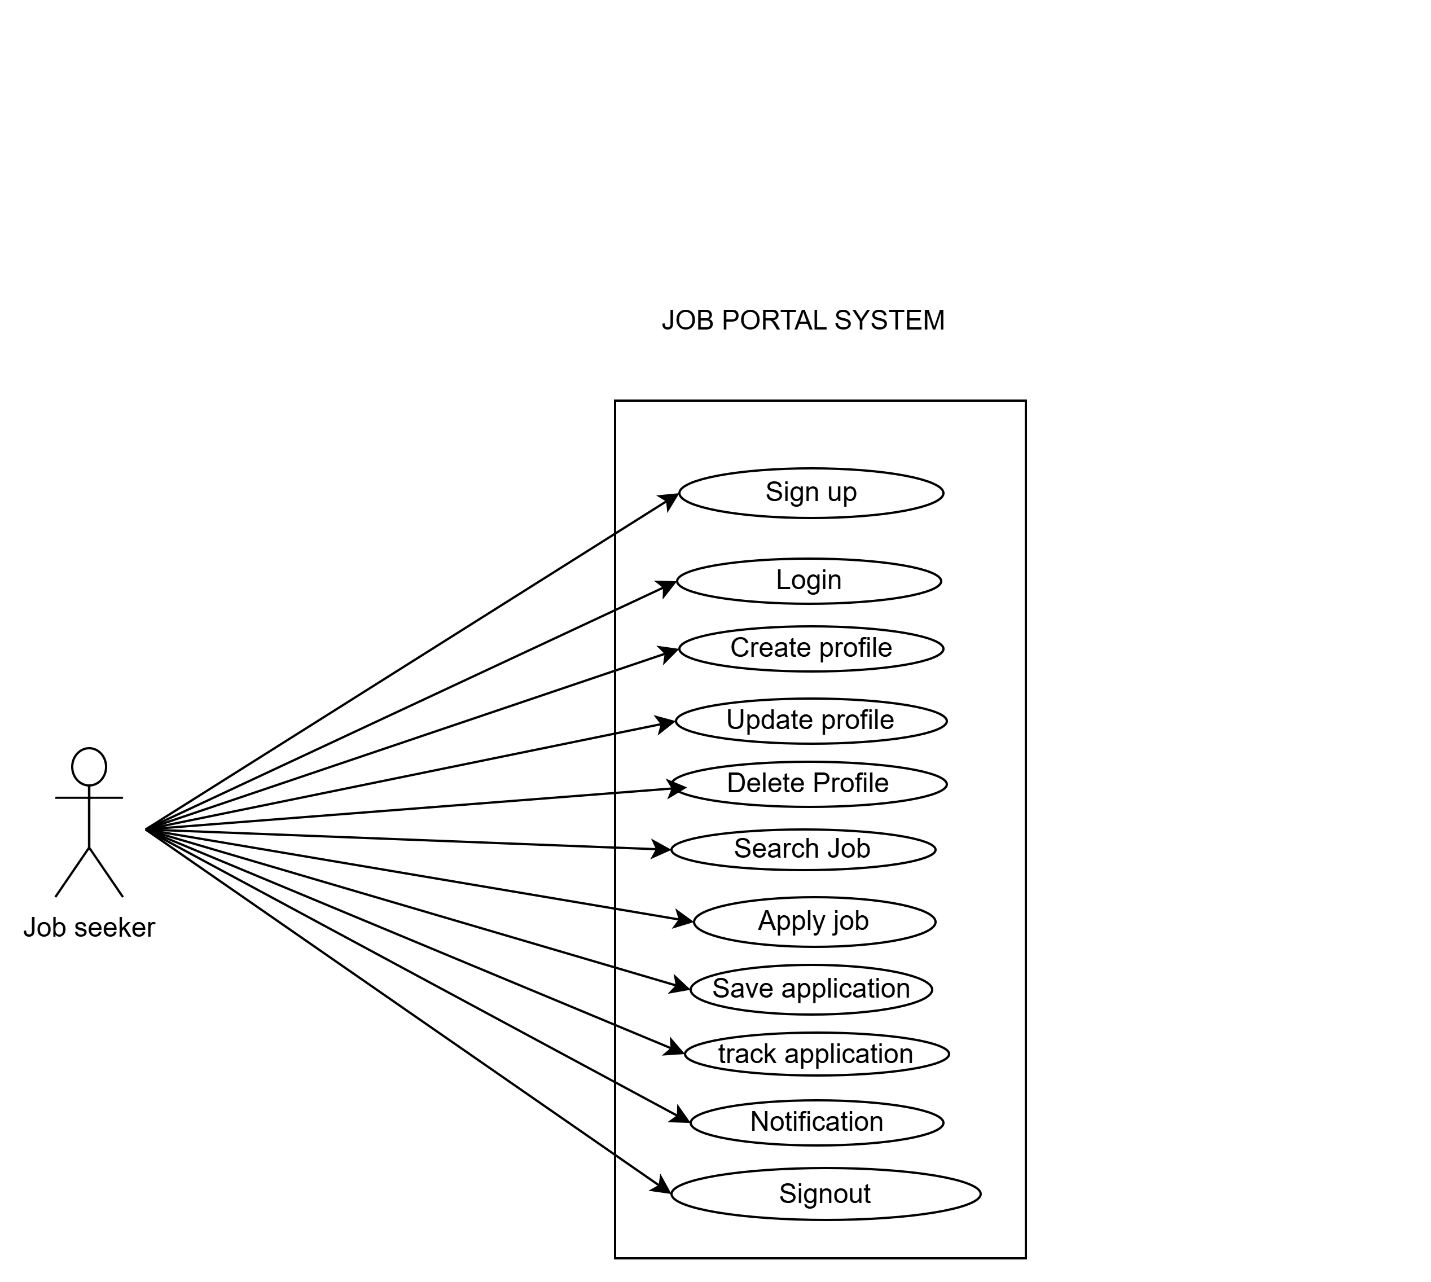 JOB PORTAL SYSTEM
Sign up
Login
Create profile
Update profile
Delete Profile
Search Job
Job seeker
Apply job
Save application
track application
Notification
Signout